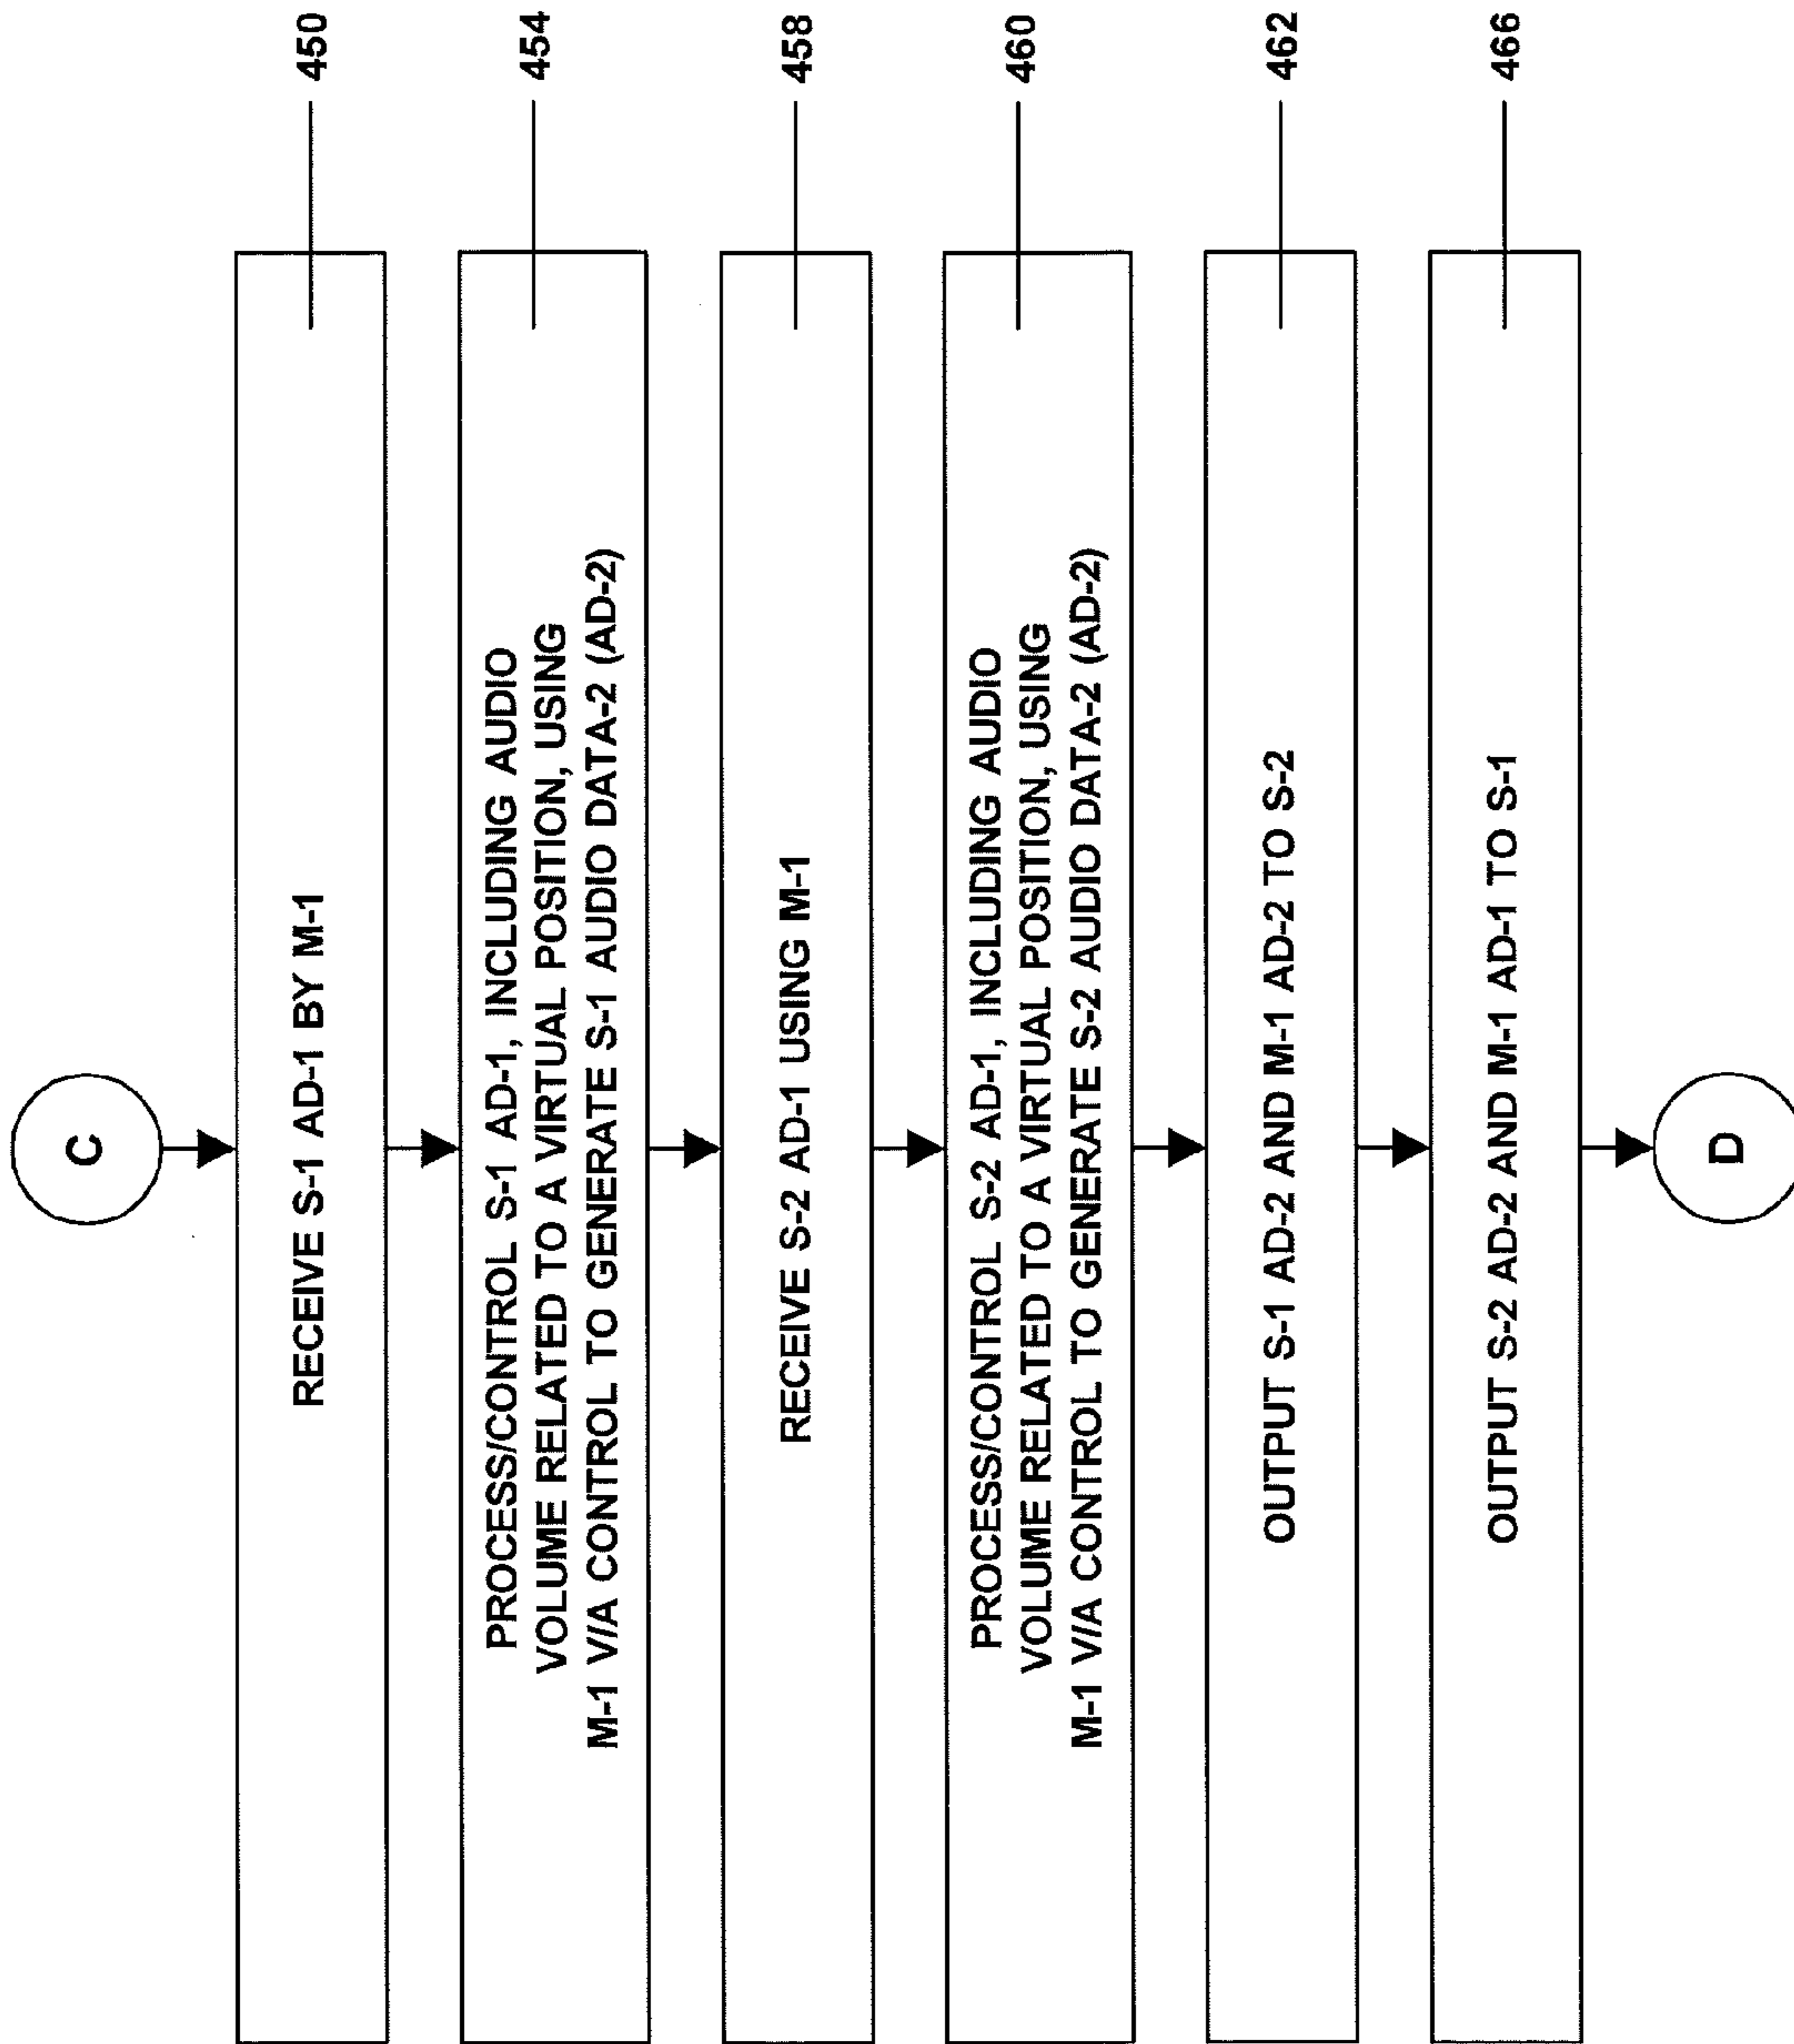 C
RECEIVE S-1 AD-1 BY M-1
450
PROCESS/CONTROL S-1 AD-1, INCLUDING AUDIO
VOLUME RELATED TO A VIRTUAL POSITION, USING
M-1 V/A CONTROL TO GENERATE S-1 AUDIO DATA-2 (AD-2)
454
RECEIVE S-2 AD-1 USING M-1
458
PROCESS/CONTROL S-2 AD-1, INCLUDING AUDIO
VOLUME RELATED TO A VIRTUAL POSITION, USING
M-1 V/A CONTROL TO GENERATE S-2 AUDIO DATA-2 (AD-2)
460
OUTPUT S-1 AD-2 AND M-1 AD-2 TO S-2
462
OUTPUT S-2 AD-2 AND M-1 AD-1 TO S-1
466
D